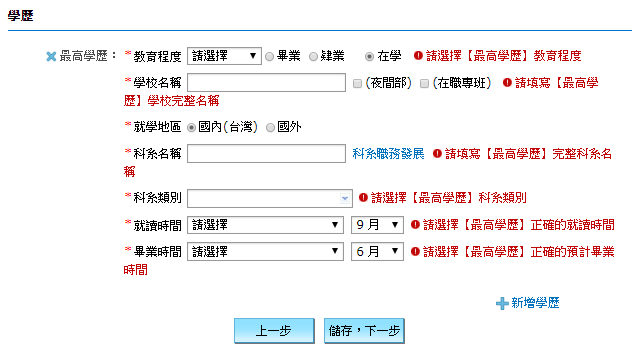 學歷
最高學歷： *教育程度 請選擇 畢業 肄業 在學 請選擇【最高學歷】教育程度
*學校名稱 (夜間部) (在職專班) 請填寫【最高學
歷】學校完整名稱
*就學地區 國內(台灣) 國外
*科系名稱 科系職務發展 請填寫【最高學歷】完整科系名
稱
*科系類別 請選擇【最高學歷】科系類別
*就讀時間 請選擇 9 月 請選擇【最高學歷】正確的就讀時間
*畢業時間 請選擇 6 月 請選擇【最高學歷】正確的預計畢業
時間
新增學歷
上一步 儲存，下一步